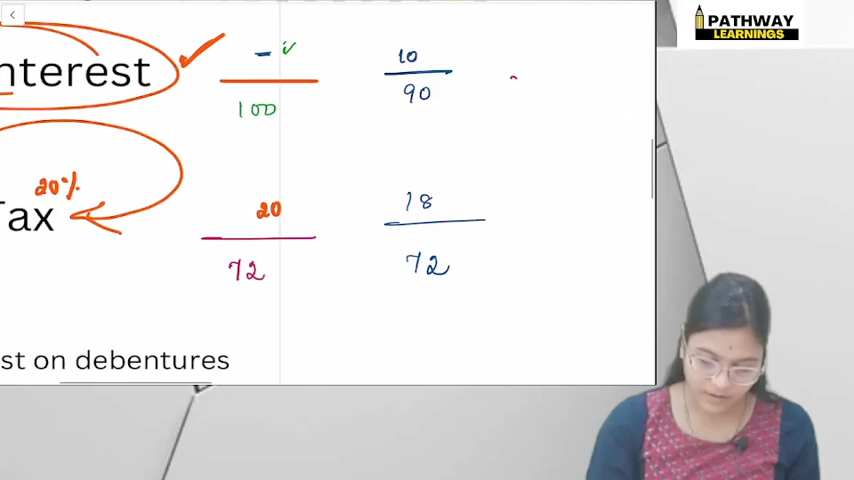 PATHWAY
LEARNINGS
nterest
-
100
10
90
20%
Tax
20
72
18
72
st on debentures